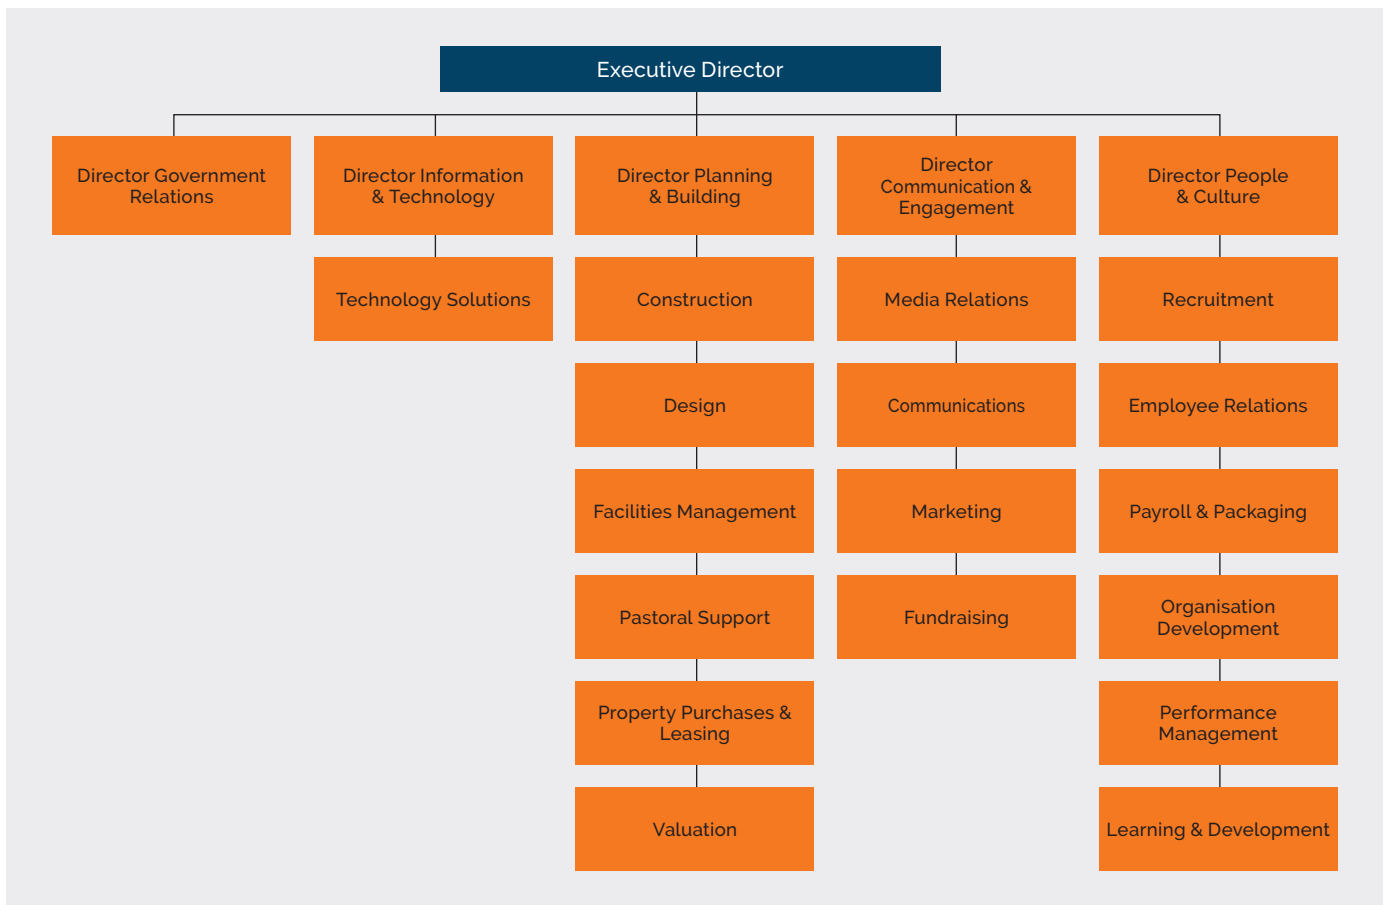 Executive Director
Director Government
Relations
Director Information
& Technology
Director Planning
& Building
Director
Communication &
Engagement
Director People
& Culture
Technology Solutions
Construction
Media Relations
Recruitment
Design
Communications
Employee Relations
Facilities Management
Marketing
Payroll & Packaging
Pastoral Support
Fundraising
Organisation
Development
Property Purchases &
Leasing
Performance
Management
Valuation
Learning & Development